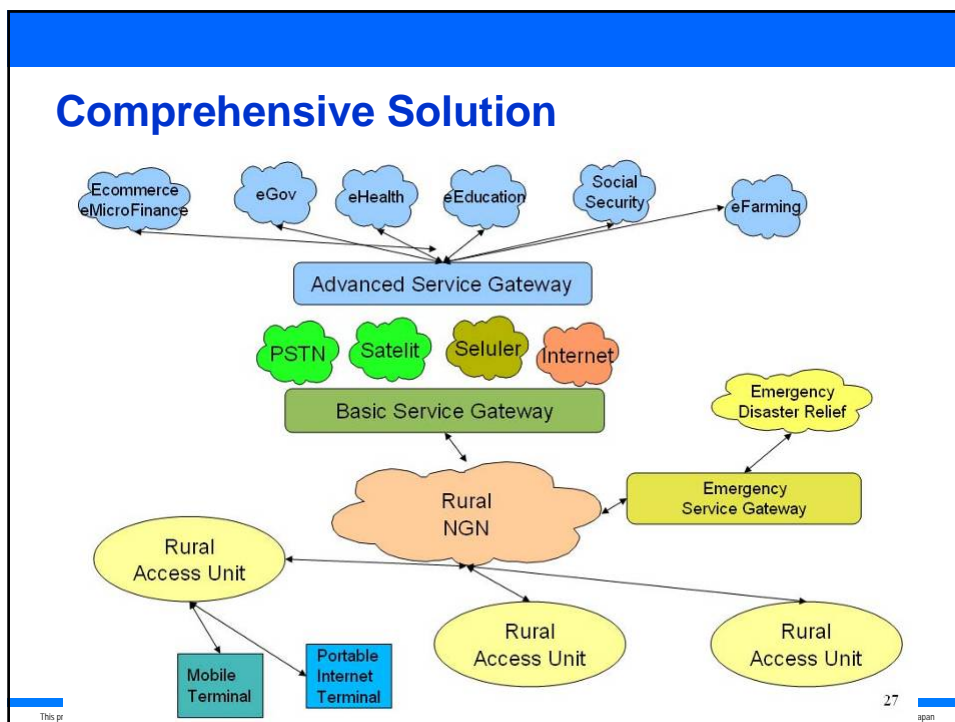 Comprehensive Solution
Ecommerce
eMicroFinance
eGov
eHealth
eEducation
Social
Security
eFarming
Advanced Service Gateway
PSTN
Satelit
Seluler
Internet
Basic Service Gateway
Emergency
Disaster Relief
Rural
NGN
Emergency
Service Gateway
Rural
Access Unit
Rural
Access Unit
Rural
Access Unit
Mobile
Terminal
Portable
Internet
Terminal
27
This